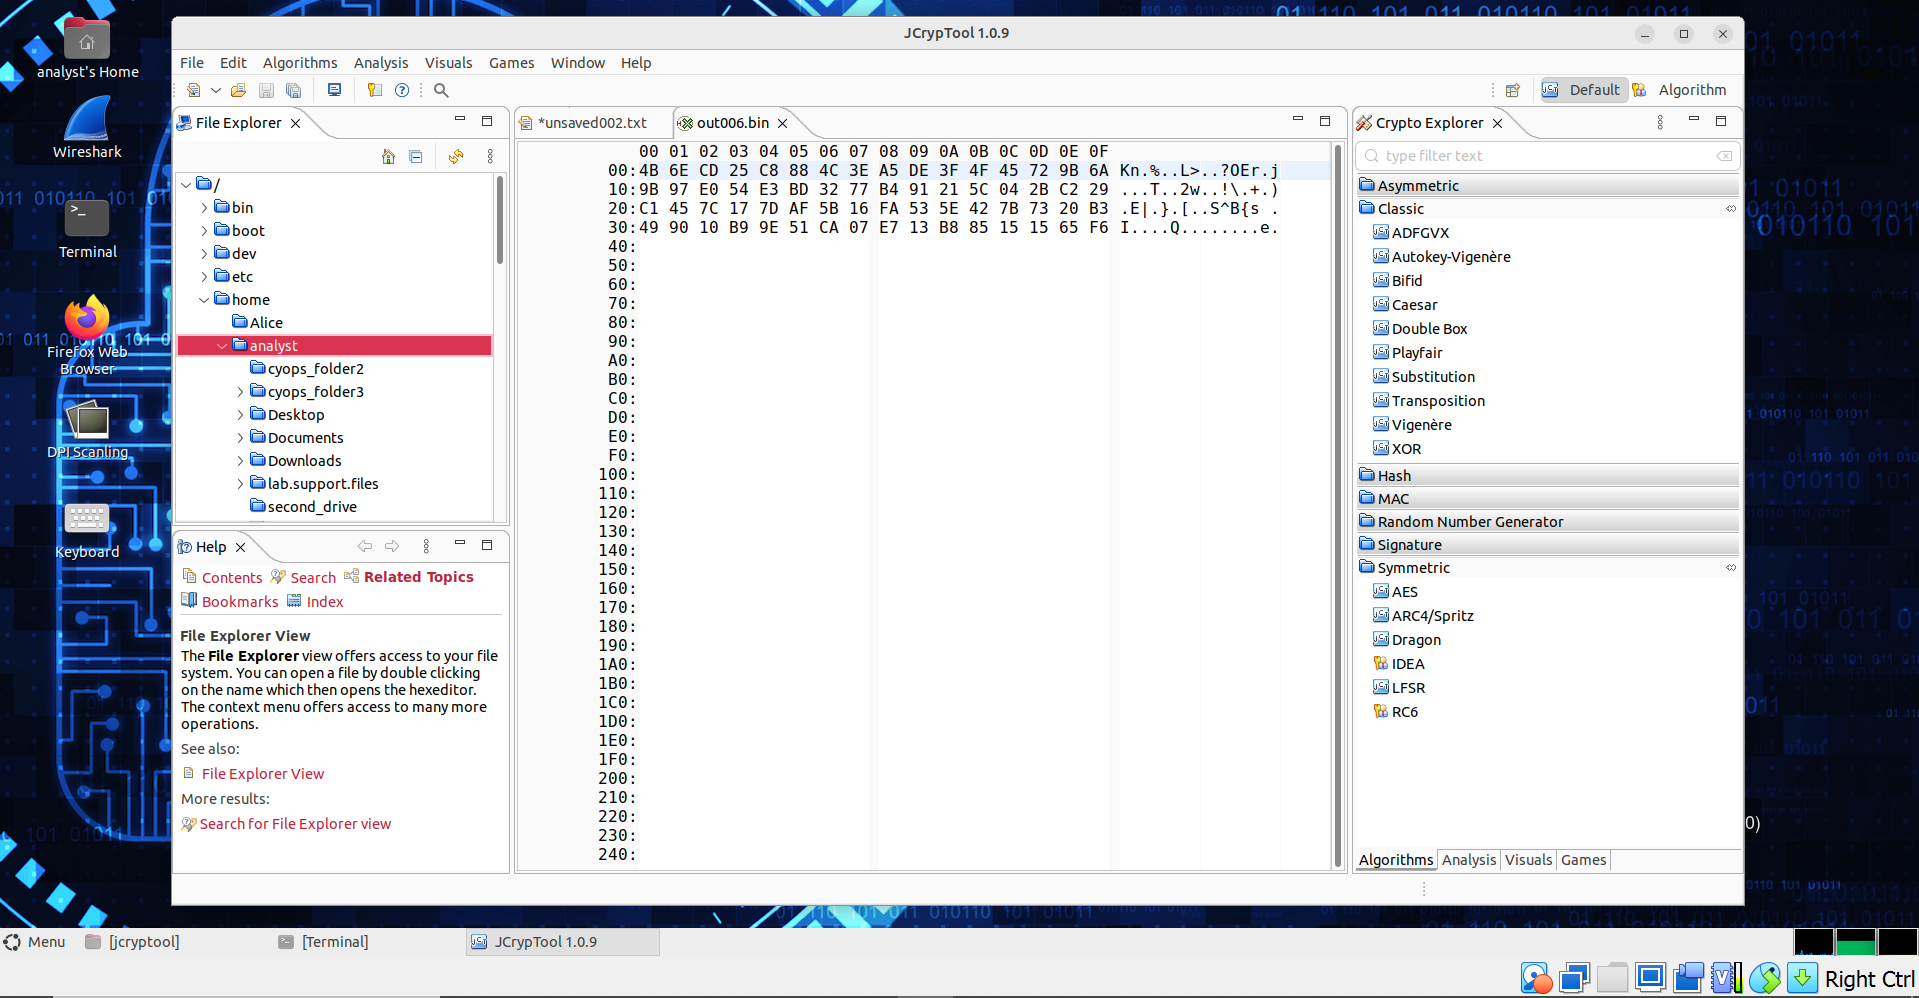 JCrypTool 1.0.9
File Edit Algorithms Analysis Visuals Games Window Help
Default Algorithm
analyst's Home
Wireshark
Terminal
Firefox Web
Browser
DPI Scanling
Keyboard
File Explorer
/
bin
boot
dev
etc
home
Alice
analyst
cyops_folder2
cyops_folder3
Desktop
Documents
Downloads
lab.support.files
second_drive
Help
Contents Search Related Topics
Bookmarks Index
File Explorer View
The File Explorer view offers access to your file
system. You can open a file by double clicking
on the name which then opens the hexeditor.
The context menu offers access to many more
operations.
See also:
File Explorer View
More results:
Search for File Explorer view
*unsaved002.txt out006.bin
00 01 02 03 04 05 06 07 08 09 0A 0B 0C 0D 0E 0F
00:4B 6E CD 25 C8 88 4C 3E A5 DE 3F 4F 45 72 9B 6A Kn.%..L>..?OEr.j
10:9B 97 E0 54 E3 BD 32 77 B4 91 21 5C 04 2B C2 29 ...T..2w..!\.+.)
20:C1 45 7C 17 7D AF 5B 16 FA 53 5E 42 7B 73 20 B3 .E|.}.[..S^B{s .
30:49 90 10 B9 9E 51 CA 07 E7 13 B8 85 15 15 65 F6 I....Q........e.
40:
50:
60:
70:
80:
90:
A0:
B0:
C0:
D0:
E0:
F0:
100:
110:
120:
130:
140:
150:
160:
170:
180:
190:
1A0:
1B0:
1C0:
1D0:
1E0:
1F0:
200:
210:
220:
230:
240:
Crypto Explorer
type filter text
Asymmetric
Classic
ADFGVX
Autokey-Vigenère
Bifid
Caesar
Double Box
Playfair
Substitution
Transposition
Vigenère
XOR
Hash
MAC
Random Number Generator
Signature
Symmetric
AES
ARC4/Spritz
Dragon
IDEA
LFSR
RC6
Algorithms Analysis Visuals Games
0)
Menu [jcryptool] [Terminal] JCrypTool 1.0.9
Right Ctrl